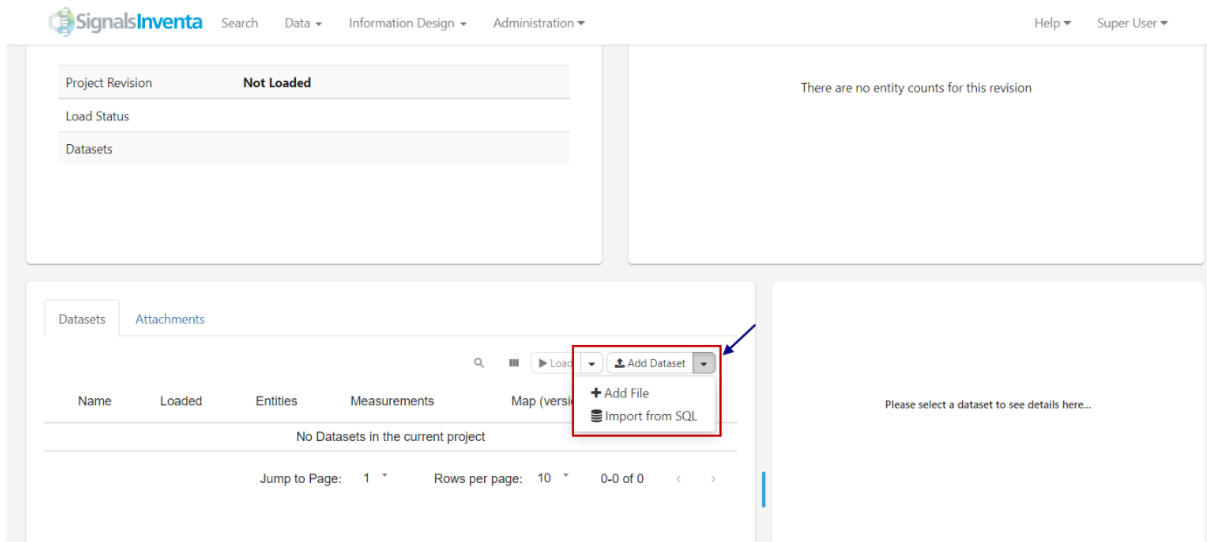 SignalsInventa Search Data Information Design Administration Help Super User
Project Revision Not Loaded
Load Status
Datasets
There are no entity counts for this revision
Datasets Attachments
Load Add Dataset
Add File
Import from SQL
Name Loaded Entities Measurements Map
No Datasets in the current project
Jump to Page: 1 Rows per page: 10 0-0 of 0 < >
Please select a dataset to see details here...